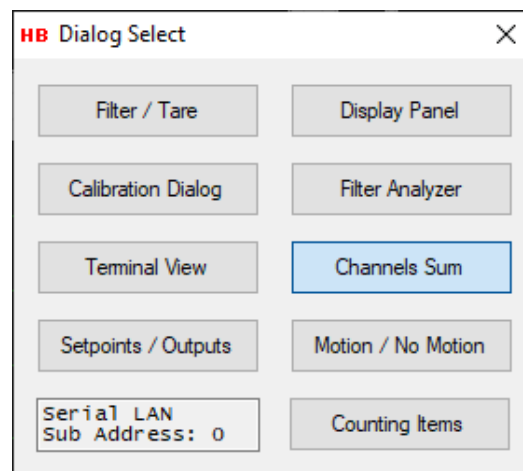 HB Dialog Select
Filter / Tare
Display Panel
Calibration Dialog
Filter Analyzer
Terminal View
Channels Sum
Setpoints / Outputs
Motion / No Motion
Serial LAN
Sub Address: 0
Counting Items